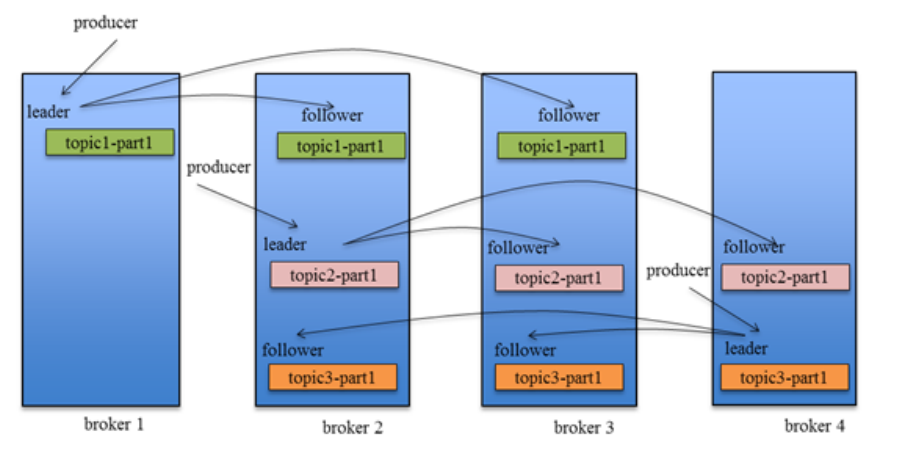 producer
leader
follower
follower
topic1-part1
topic1-part1
topic1-part1
producer
leader
follower
follower
topic2-part1
topic2-part1
topic2-part1
producer
follower
follower
leader
topic3-part1
topic3-part1
topic3-part1
broker 1
broker 2
broker 3
broker 4